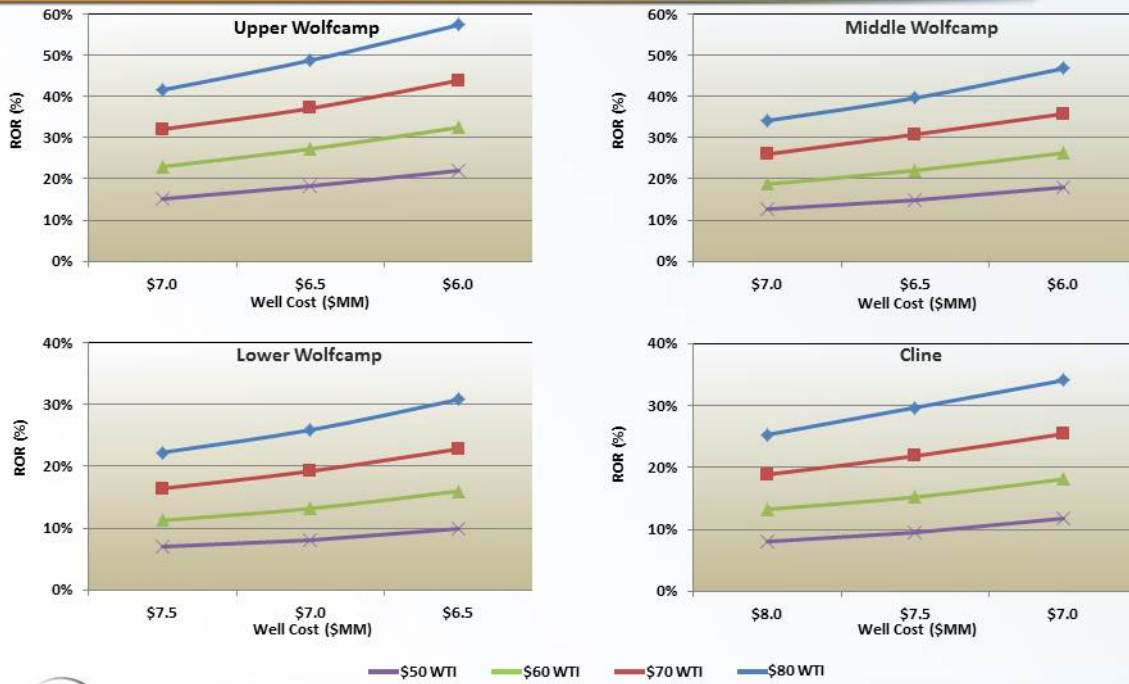 Upper Wolfcamp
ROR (%)
60%
50%
40%
30%
20%
10%
0%
$7.0 $6.5 $6.0
Well Cost ($MM)
Middle Wolfcamp
ROR (%)
60%
50%
40%
30%
20%
10%
0%
$7.0 $6.5 $6.0
Well Cost ($MM)
Lower Wolfcamp
ROR (%)
40%
30%
20%
10%
0%
$7.5 $7.0 $6.5
Well Cost ($MM)
Cline
ROR (%)
40%
30%
20%
10%
0%
$8.0 $7.5 $7.0
Well Cost ($MM)
$50 WTI $60 WTI $70 WTI $80 WTI